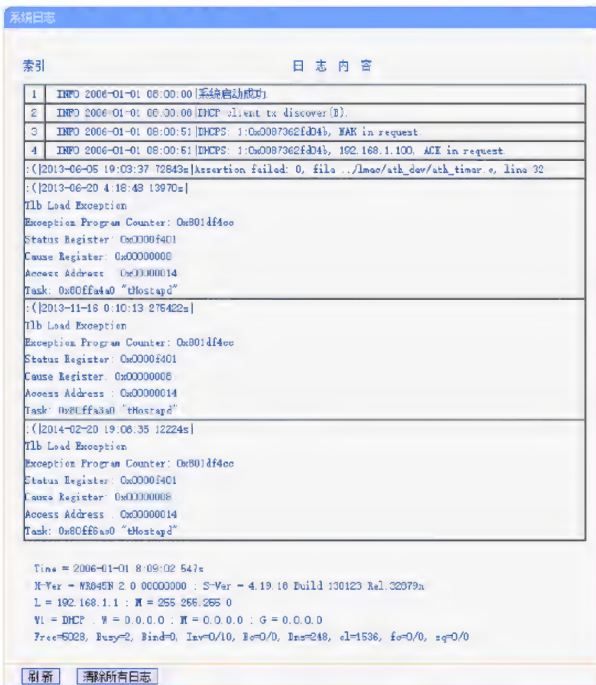 系统日志
索引 日 志 内 容
1 INFO 2006-01-01 08:00:00|系统启动成功.
2 INFO 2006-01-01 08:00:00|DHCP client tx discover(B).
3 INFO 2006-01-01 08:00:51|DHCPS: 1:0x0087362fd04b, NAK in request.
4 INFO 2006-01-01 08:00:51|DHCPS: 1:0x0087362fd04b, 192.168.1.100, ACK in request.
:(|2013-06-05 19:03:37 72843s|Assertion failed: 0, file ../lmac/ath_dev/ath_timer.c, line 32
:(|2013-06-20 4:18:48 13970s|
Tlb Load Exception
Exception Program Counter: 0x801df4cc
Status Register: 0x0000f401
Cause Register: 0x00000008
Access Address : 0x00000014
Task: 0x80ffa4a0 "tHostapd"
:(|2013-11-16 0:10:13 275422s|
Tlb Load Exception
Exception Program Counter: 0x801df4cc
Status Register: 0x0000f401
Cause Register: 0x00000008
Access Address : 0x00000014
Task: 0x80ffa3a0 "tHostapd"
:(|2014-02-20 19:06:35 12224s|
Tlb Load Exception
Exception Program Counter: 0x801df4cc
Status Register: 0x0000f401
Cause Register: 0x00000008
Access Address : 0x00000014
Task: 0x80ff6aa0 "tHostapd"
Time = 2006-01-01 8:09:02 547s
H-Ver = WR845N 2.0 00000000 : S-Ver = 4.19.18 Build 130123 Rel.32879n
L = 192.168.1.1 : M = 255.255.255.0
W1 = DHCP : W = 0.0.0.0 : M = 0.0.0.0 : G = 0.0.0.0
Free=5028, Busy=2, Bind=0, Inv=0/10, Bc=0/0, Dns=248, cl=1536, fc=0/0, sq=0/0
刷 新 清除所有日志